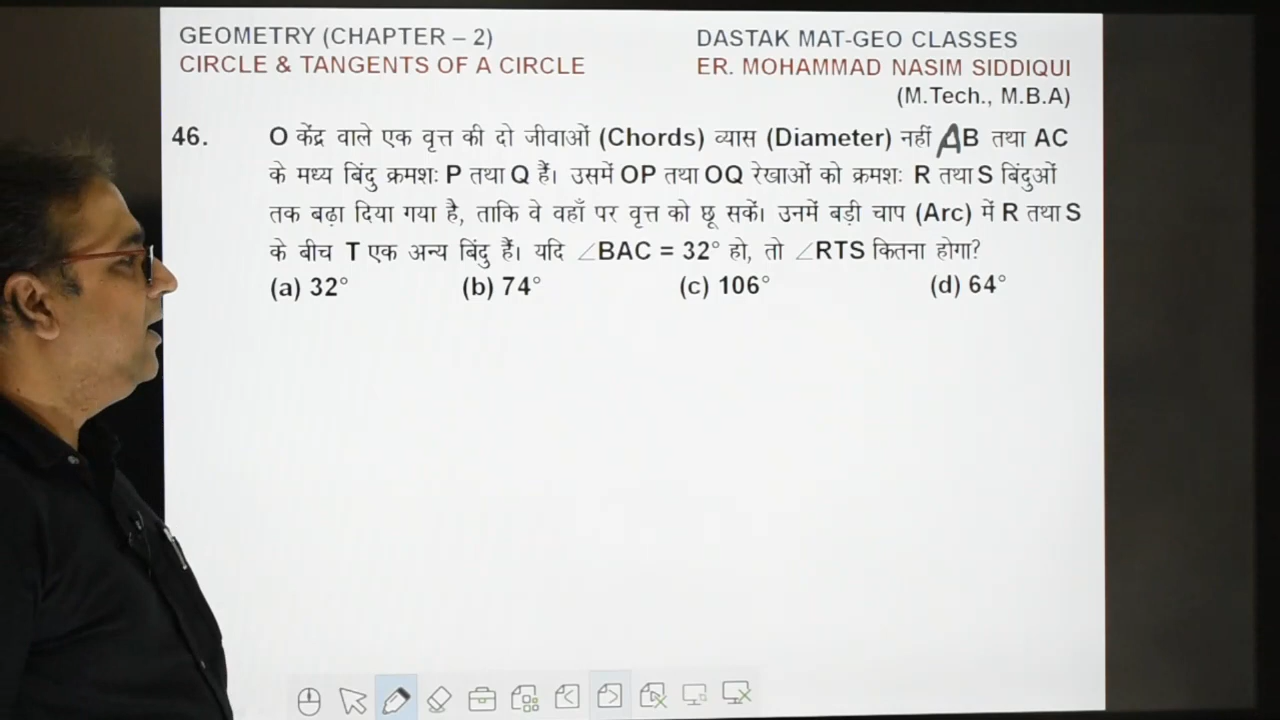 GEOMETRY (CHAPTER – 2)
CIRCLE & TANGENTS OF A CIRCLE
DASTAK MAT-GEO CLASSES
ER. MOHAMMAD NASIM SIDDIQUI
(M.Tech., M.B.A)
46. O केंद्र वाले एक वृत्त की दो जीवाओं (Chords) व्यास (Diameter) नहीं AB तथा AC
के मध्य बिंदु क्रमशः P तथा Q हैं। उसमें OP तथा OQ रेखाओं को क्रमशः R तथा S बिंदुओं
तक बढ़ा दिया गया है, ताकि वे वहाँ पर वृत्त को छू सकें। उनमें बड़ी चाप (Arc) में R तथा S
के बीच T एक अन्य बिंदु हैं। यदि ∠BAC = 32° हो, तो ∠RTS कितना होगा?
(a) 32° (b) 74° (c) 106° (d) 64°